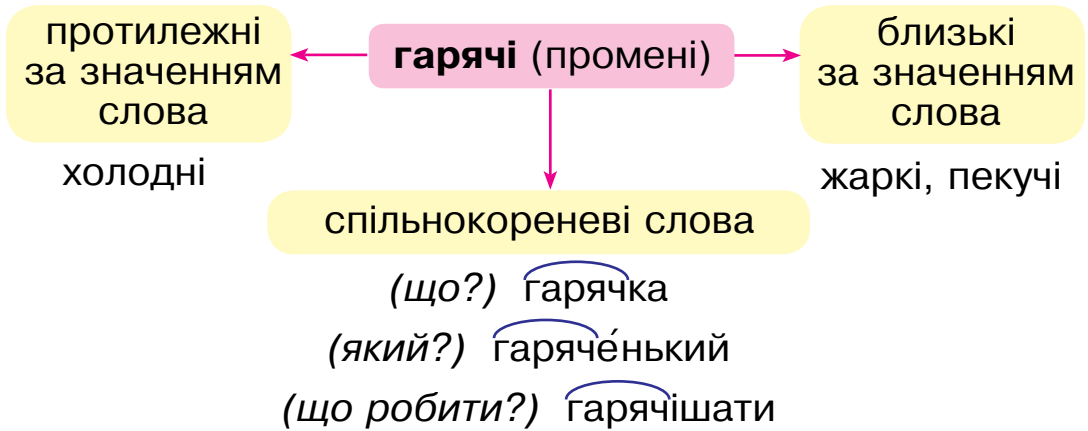 протилежні
за значенням
слова
холодні
гарячі (промені)
близькі
за значенням
слова
жаркі, пекучі
спільнокореневі слова
(що?) гарячка
(який?) гаряче́нький
(що робити?) гарячішати